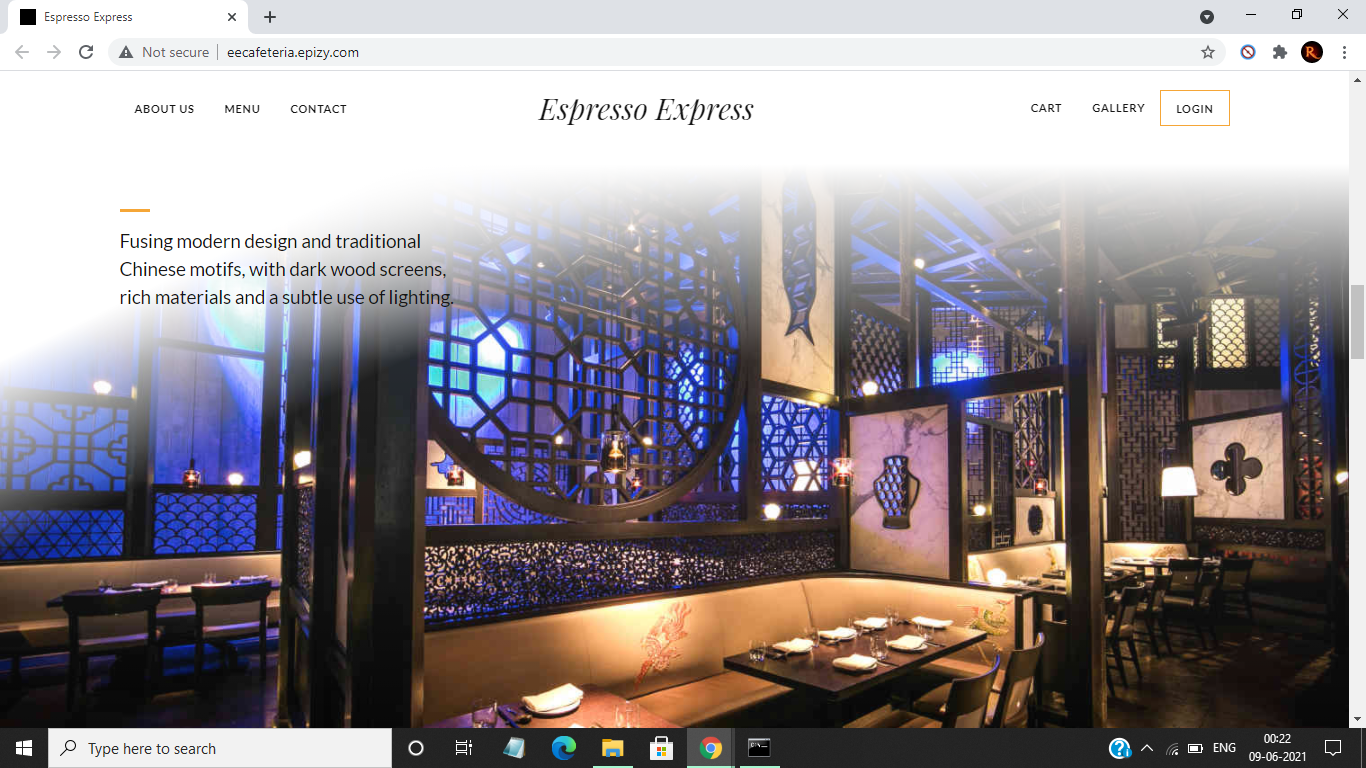 Espresso Express
Not secure
eecafeteria.epizy.com
R
ABOUT US
MENU
CONTACT
Espresso Express
CART
GALLERY
LOGIN
Fusing modern design and traditional
Chinese motifs, with dark wood screens,
rich materials and a subtle use of lighting.
Type here to search
ENG
00:22
09-06-2021